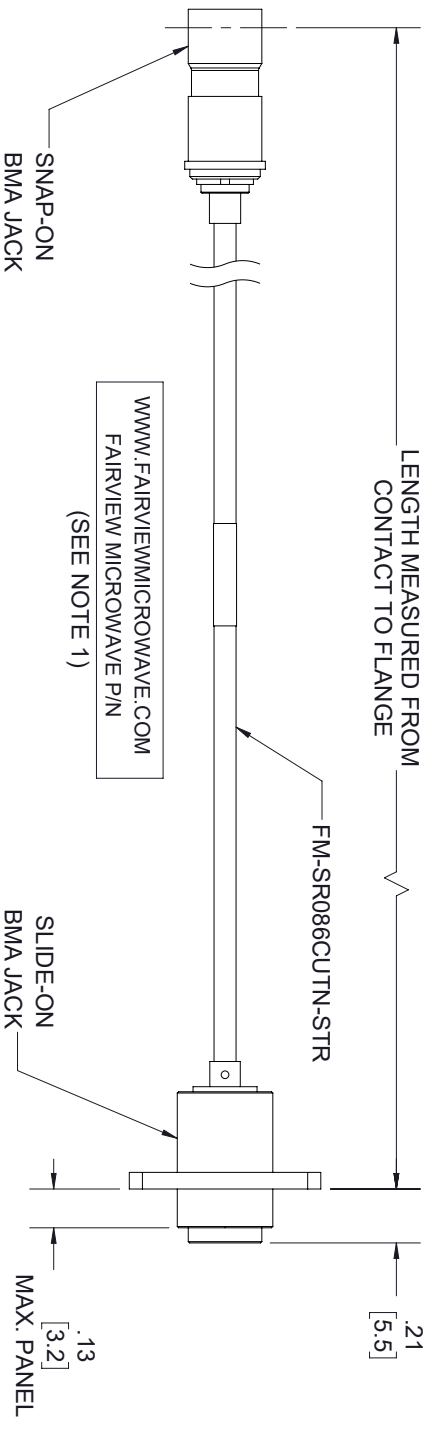 LENGTH MEASURED FROM
CONTACT TO FLANGE
.21
[5.5]
FM-SR086CUTN-STR
.13
[3.2]
MAX. PANEL
WWW.FAIRVIEWMICROWAVE.COM
FAIRVIEW MICROWAVE P/N
(SEE NOTE 1)
SNAP-ON
BMA JACK
SLIDE-ON
BMA JACK